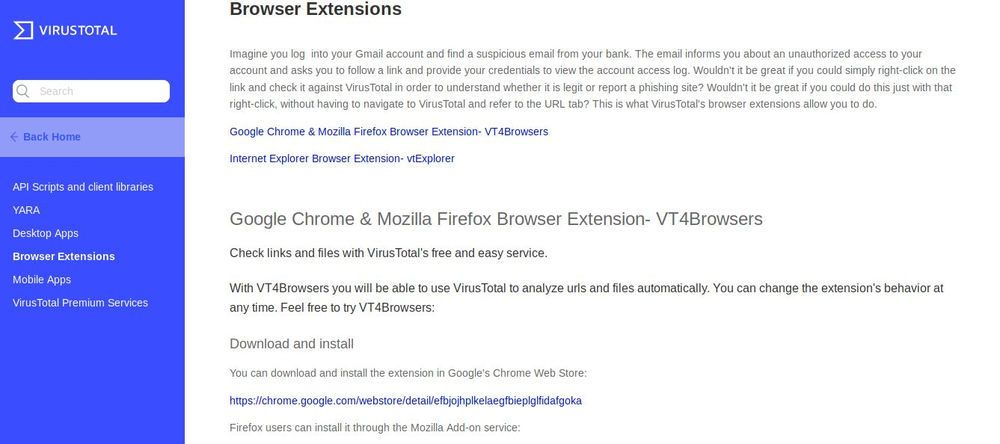 VIRUSTOTAL
Search
Back Home
API Scripts and client libraries
YARA
Desktop Apps
Browser Extensions
Mobile Apps
VirusTotal Premium Services
Browser Extensions
Imagine you log  into your Gmail account and find a suspicious email from your bank. The email informs you about an unauthorized access to your
account and asks you to follow a link and provide your credentials to view the account access log. Wouldn't it be great if you could simply right-click on the
link and check it against VirusTotal in order to understand whether it is legit or report a phishing site? Wouldn't it be great if you could do this just with that
right-click, without having to navigate to VirusTotal and refer to the URL tab? This is what VirusTotal's browser extensions allow you to do.
Google Chrome & Mozilla Firefox Browser Extension- VT4Browsers
Internet Explorer Browser Extension- vtExplorer
Google Chrome & Mozilla Firefox Browser Extension- VT4Browsers
Check links and files with VirusTotal's free and easy service.
With VT4Browsers you will be able to use VirusTotal to analyze urls and files automatically. You can change the extension's behavior at
any time. Feel free to try VT4Browsers:
Download and install
You can download and install the extension in Google's Chrome Web Store:
https://chrome.google.com/webstore/detail/efbjojhplkelaegfbieplglfidafgoka
Firefox users can install it through the Mozilla Add-on service: